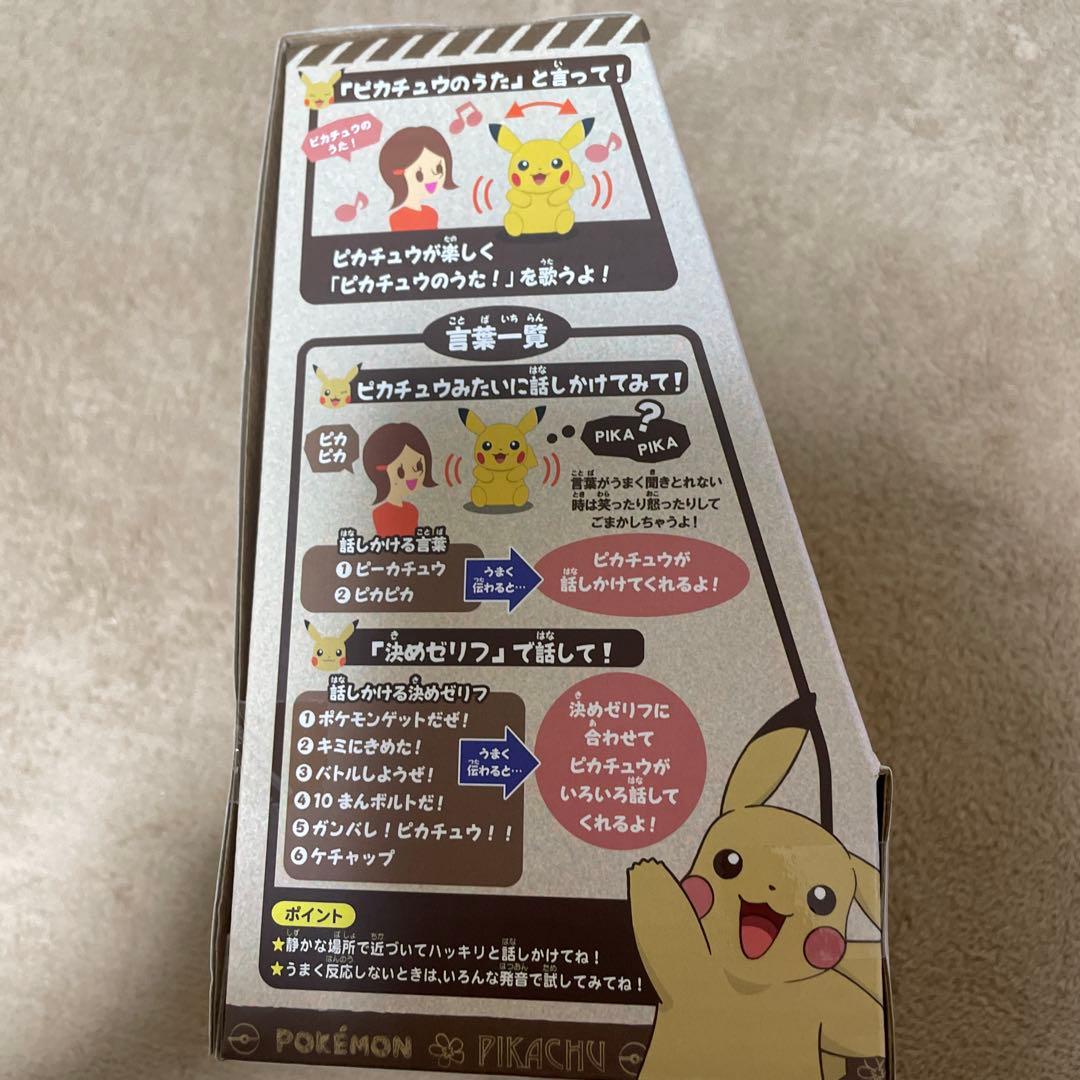 『ピカチュウのうた』と言って！
ピカチュウの
うた！
ピカチュウが楽しく
「ピカチュウのうた！」を歌うよ！
言葉一覧
ピカチュウみたいに話しかけてみて！
ピカ
ピカ
?
PIKA
PIKA
言葉がうまく聞きとれない
時は笑ったり怒ったりして
ごまかしちゃうよ！
話しかける言葉
①ピーカチュウ
②ピカピカ
うまく
伝わると…
ピカチュウが
話しかけてくれるよ！
『決めゼリフ』で話して！
話しかける決めゼリフ
①ポケモンゲットだぜ！
②キミにきめた！
③バトルしようぜ！
④10まんボルトだ！
⑤ガンバレ！ピカチュウ！！
⑥ケチャップ
うまく
伝わると…
決めゼリフに
合わせて
ピカチュウが
いろいろ話して
くれるよ！
ポイント
★静かな場所で近づいてハッキリと話しかけてね！
★うまく反応しないときは、いろんな発音で試してみてね！
POKÉMON PIKACHU